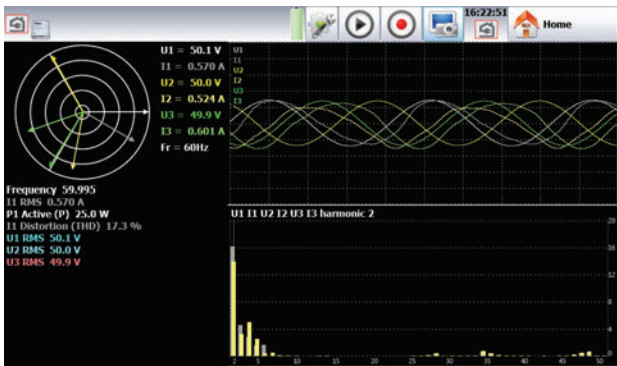 16:22:51
Home
U1 = 50.1 V
I1 = 0.570 A
U2 = 50.0 V
I2 = 0.524 A
U3 = 49.9 V
I3 = 0.601 A
Fr = 60Hz
U1
I1
U2
I2
U3
I3
Frequency 59.995
I1 RMS 0.570 A
P1 Active (P) 25.0 W
I1 Distortion (THD) 17.3 %
U1 RMS 50.1 V
U2 RMS 50.0 V
U3 RMS 49.9 V
U1 I1 U2 I2 U3 I3 harmonic 2
20
16
12
8
4
0
2 5 10 15 20 25 30 35 40 45 50